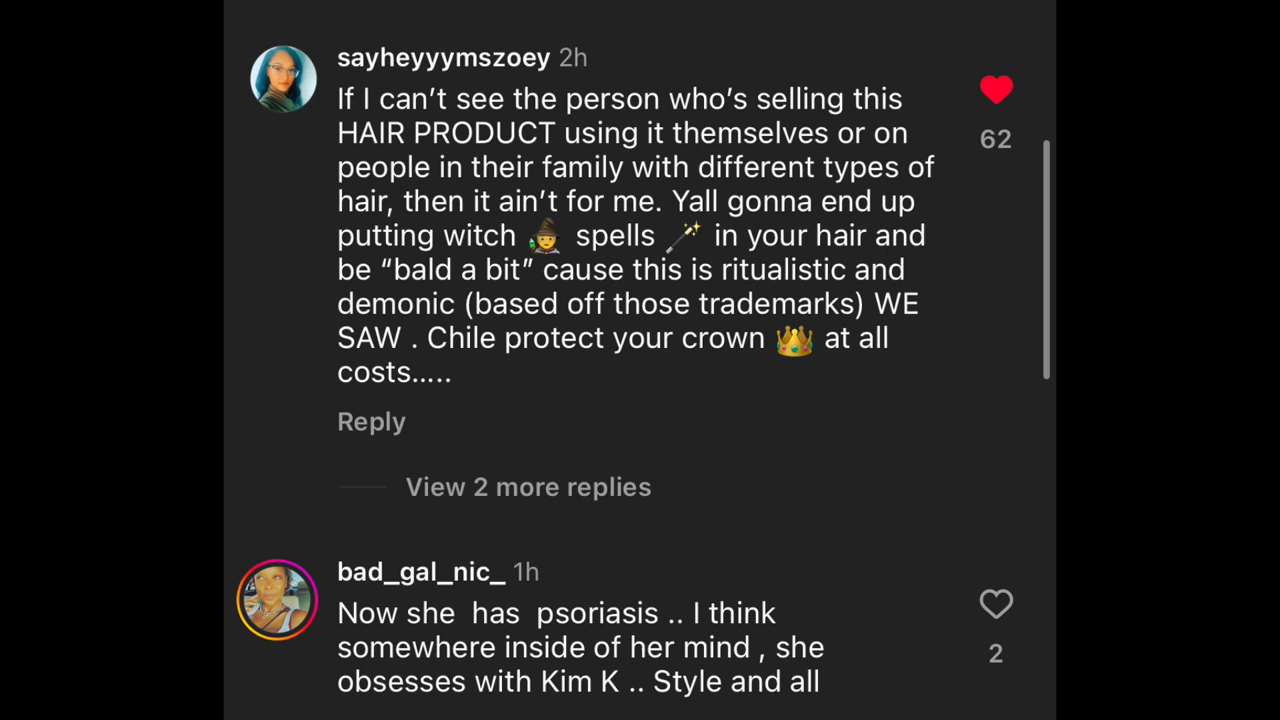 sayheyyymszoey 2h
If I can’t see the person who’s selling this
HAIR PRODUCT using it themselves or on
people in their family with different types of
hair, then it ain’t for me. Yall gonna end up
putting witch 🧙‍♀️ spells 🪄 in your hair and
be “bald a bit” cause this is ritualistic and
demonic (based off those trademarks) WE
SAW . Chile protect your crown 👑 at all
costs.....
62
Reply
View 2 more replies
bad_gal_nic_ 1h
Now she has psoriasis .. I think
somewhere inside of her mind , she
obsesses with Kim K .. Style and all
2